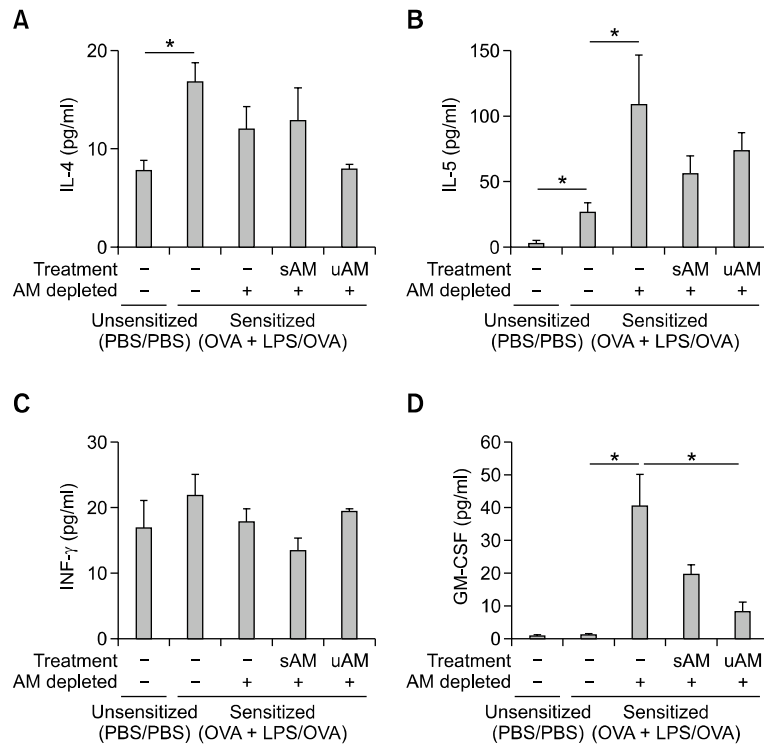 A
20
10
0
IL-4 (pg/ml)
*
Treatment – – – sAM uAM
AM depleted – – + + +
Unsensitized Sensitized
(PBS/PBS) (OVA + LPS/OVA)
B
150
100
50
0
IL-5 (pg/ml)
*
*
Treatment – – – sAM uAM
AM depleted – – + + +
Unsensitized Sensitized
(PBS/PBS) (OVA + LPS/OVA)
C
30
20
10
0
INF-γ (pg/ml)
Treatment – – – sAM uAM
AM depleted – – + + +
Unsensitized Sensitized
(PBS/PBS) (OVA + LPS/OVA)
D
60
50
40
30
20
10
0
GM-CSF (pg/ml)
* *
Treatment – – – sAM uAM
AM depleted – – + + +
Unsensitized Sensitized
(PBS/PBS) (OVA + LPS/OVA)